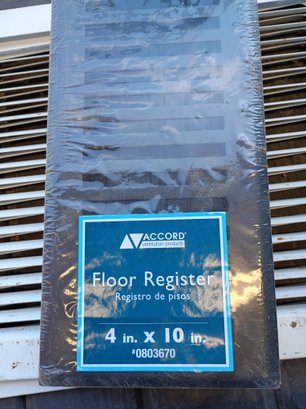 ACCORD®
ventilation products
Floor Register
Registro de pisos
4 in. x 10 in.
#0803670